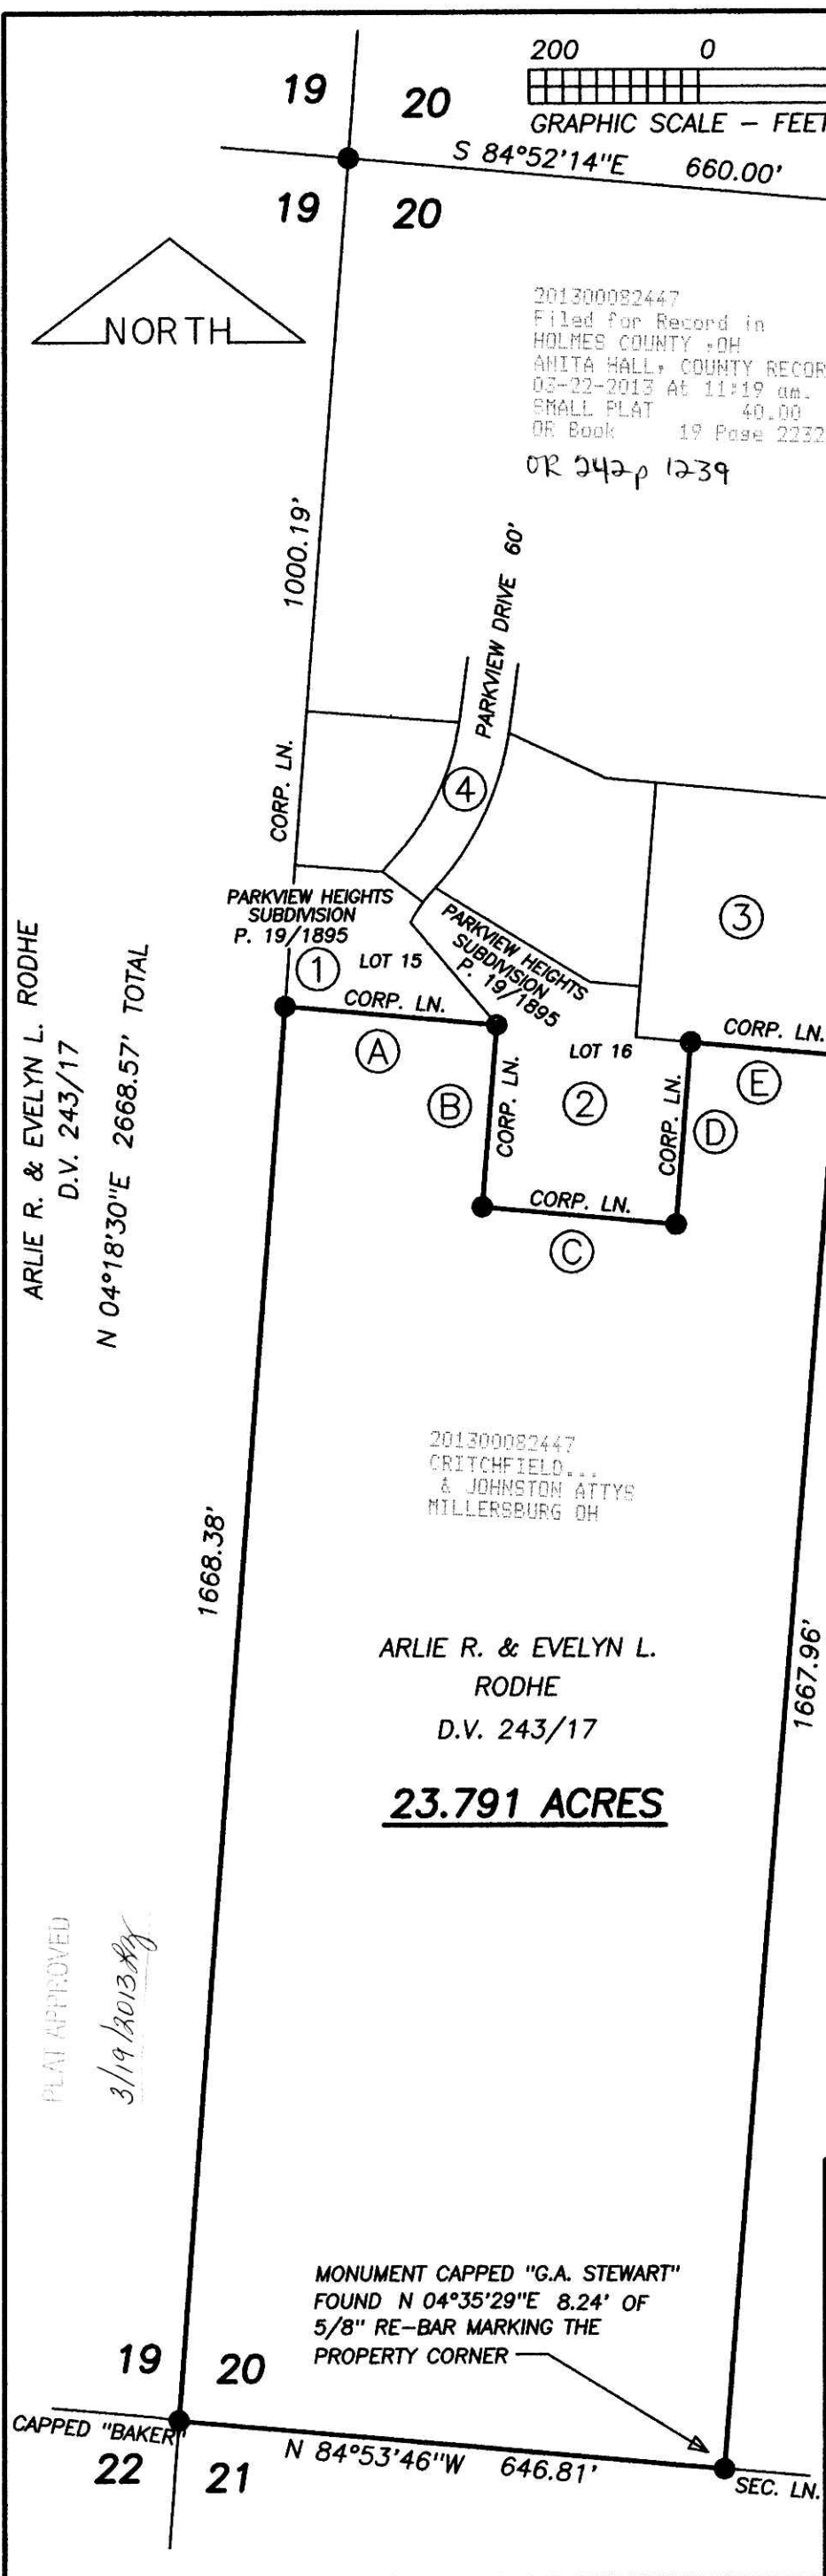 200 0
GRAPHIC SCALE – FEET
19 20
S 84°52'14"E 660.00'
19 20
NORTH
201300082447
Filed for Record in
HOLMES COUNTY, OH
ANITA HALL, COUNTY RECOR
03-22-2013 At 11:19 am.
SMALL PLAT 40.00
OR Book 19 Page 2232
OR 242 p 1239
1000.19'
PARKVIEW DRIVE 60'
CORP. LN.
4
PARKVIEW HEIGHTS
SUBDIVISION
P. 19/1895
3
PARKVIEW HEIGHTS
SUBDIVISION
P. 19/1895
1 LOT 15
CORP. LN.
A
CORP. LN.
E
LOT 16
2
B
CORP. LN.
CORP. LN.
D
CORP. LN.
C
ARLIE R. & EVELYN L. RODHE
D.V. 243/17
N 04°18'30"E 2668.57' TOTAL
201300082447
CRITCHFIELD...
& JOHNSTON ATTYS
MILLERSBURG OH
1668.38'
1667.96'
ARLIE R. & EVELYN L.
RODHE
D.V. 243/17
23.791 ACRES
PLAT APPROVED
3/19/2013
MONUMENT CAPPED "G.A. STEWART"
FOUND N 04°35'29"E 8.24' OF
5/8" RE-BAR MARKING THE
PROPERTY CORNER
19 20
CAPPED "BAKER"
22 21
N 84°53'46"W 646.81'
SEC. LN.